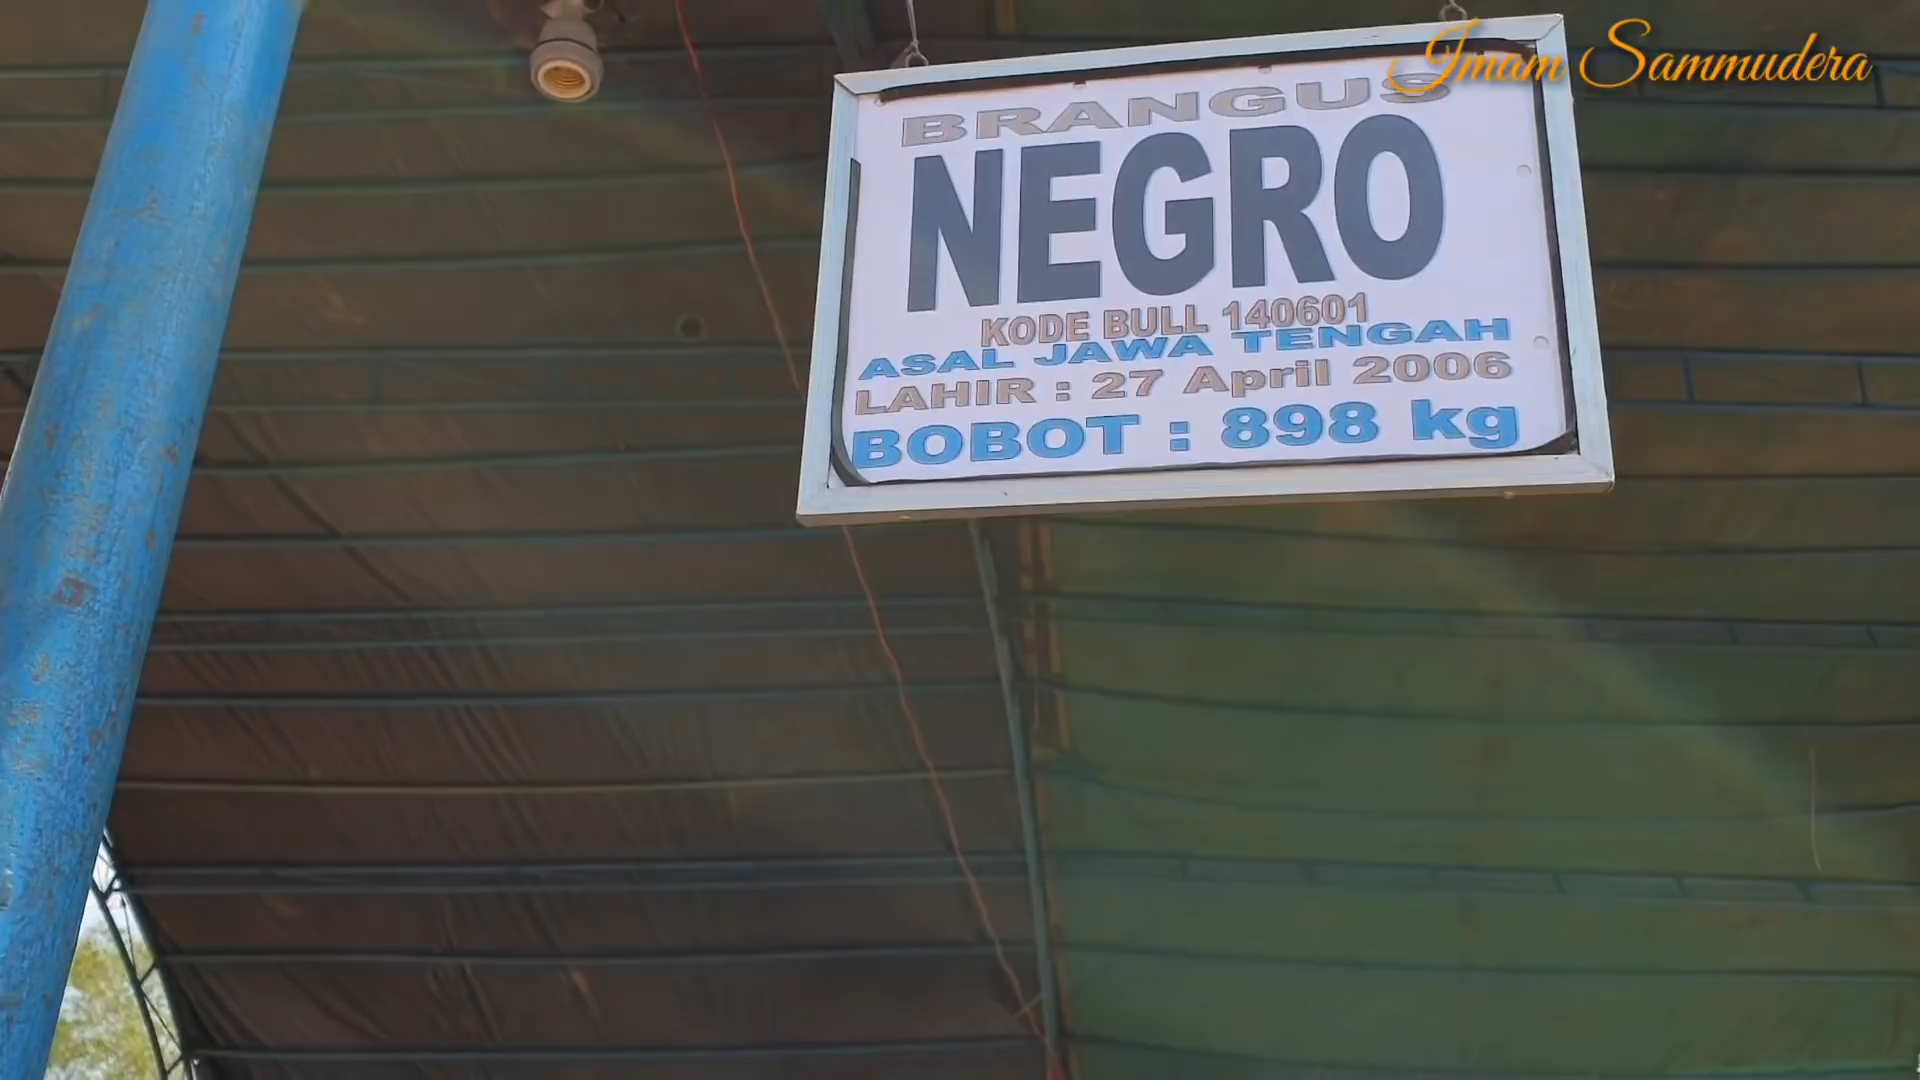 Imam Sammudera
BRANGUS
NEGRO
KODE BULL 140601
ASAL JAWA TENGAH
LAHIR : 27 April 2006
BOBOT : 898 kg